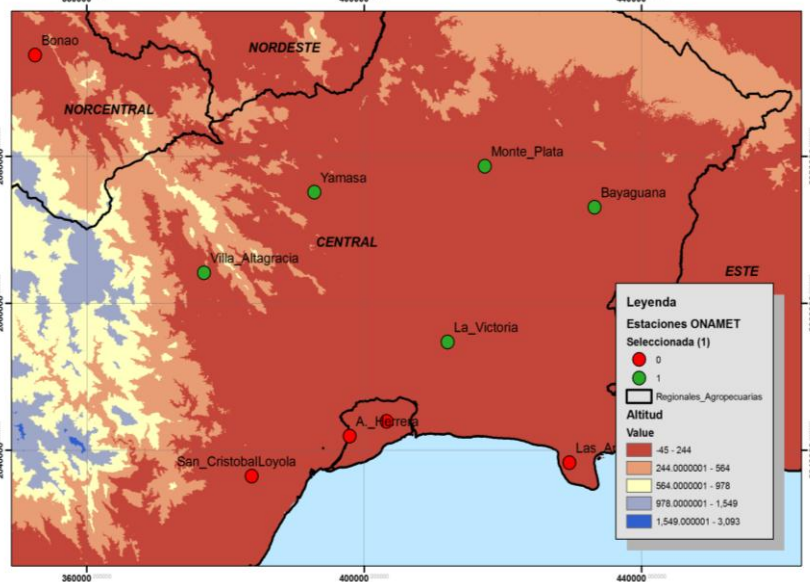 Bonao
NORDESTE
NORCENTRAL
Monte_Plata
Yamasa
Bayaguana
CENTRAL
Villa_Altagracia
ESTE
La_Victoria
A._Herrera
San_CristobalLoyola
Leyenda
Estaciones ONAMET
Seleccionada (1)
0
1
Regionales_Agropecuarias
Altitud
Value
-45 - 244
244.0000001 - 564
564.0000001 - 978
978.0000001 - 1,549
1,549.000001 - 3,093
360000
400000
440000